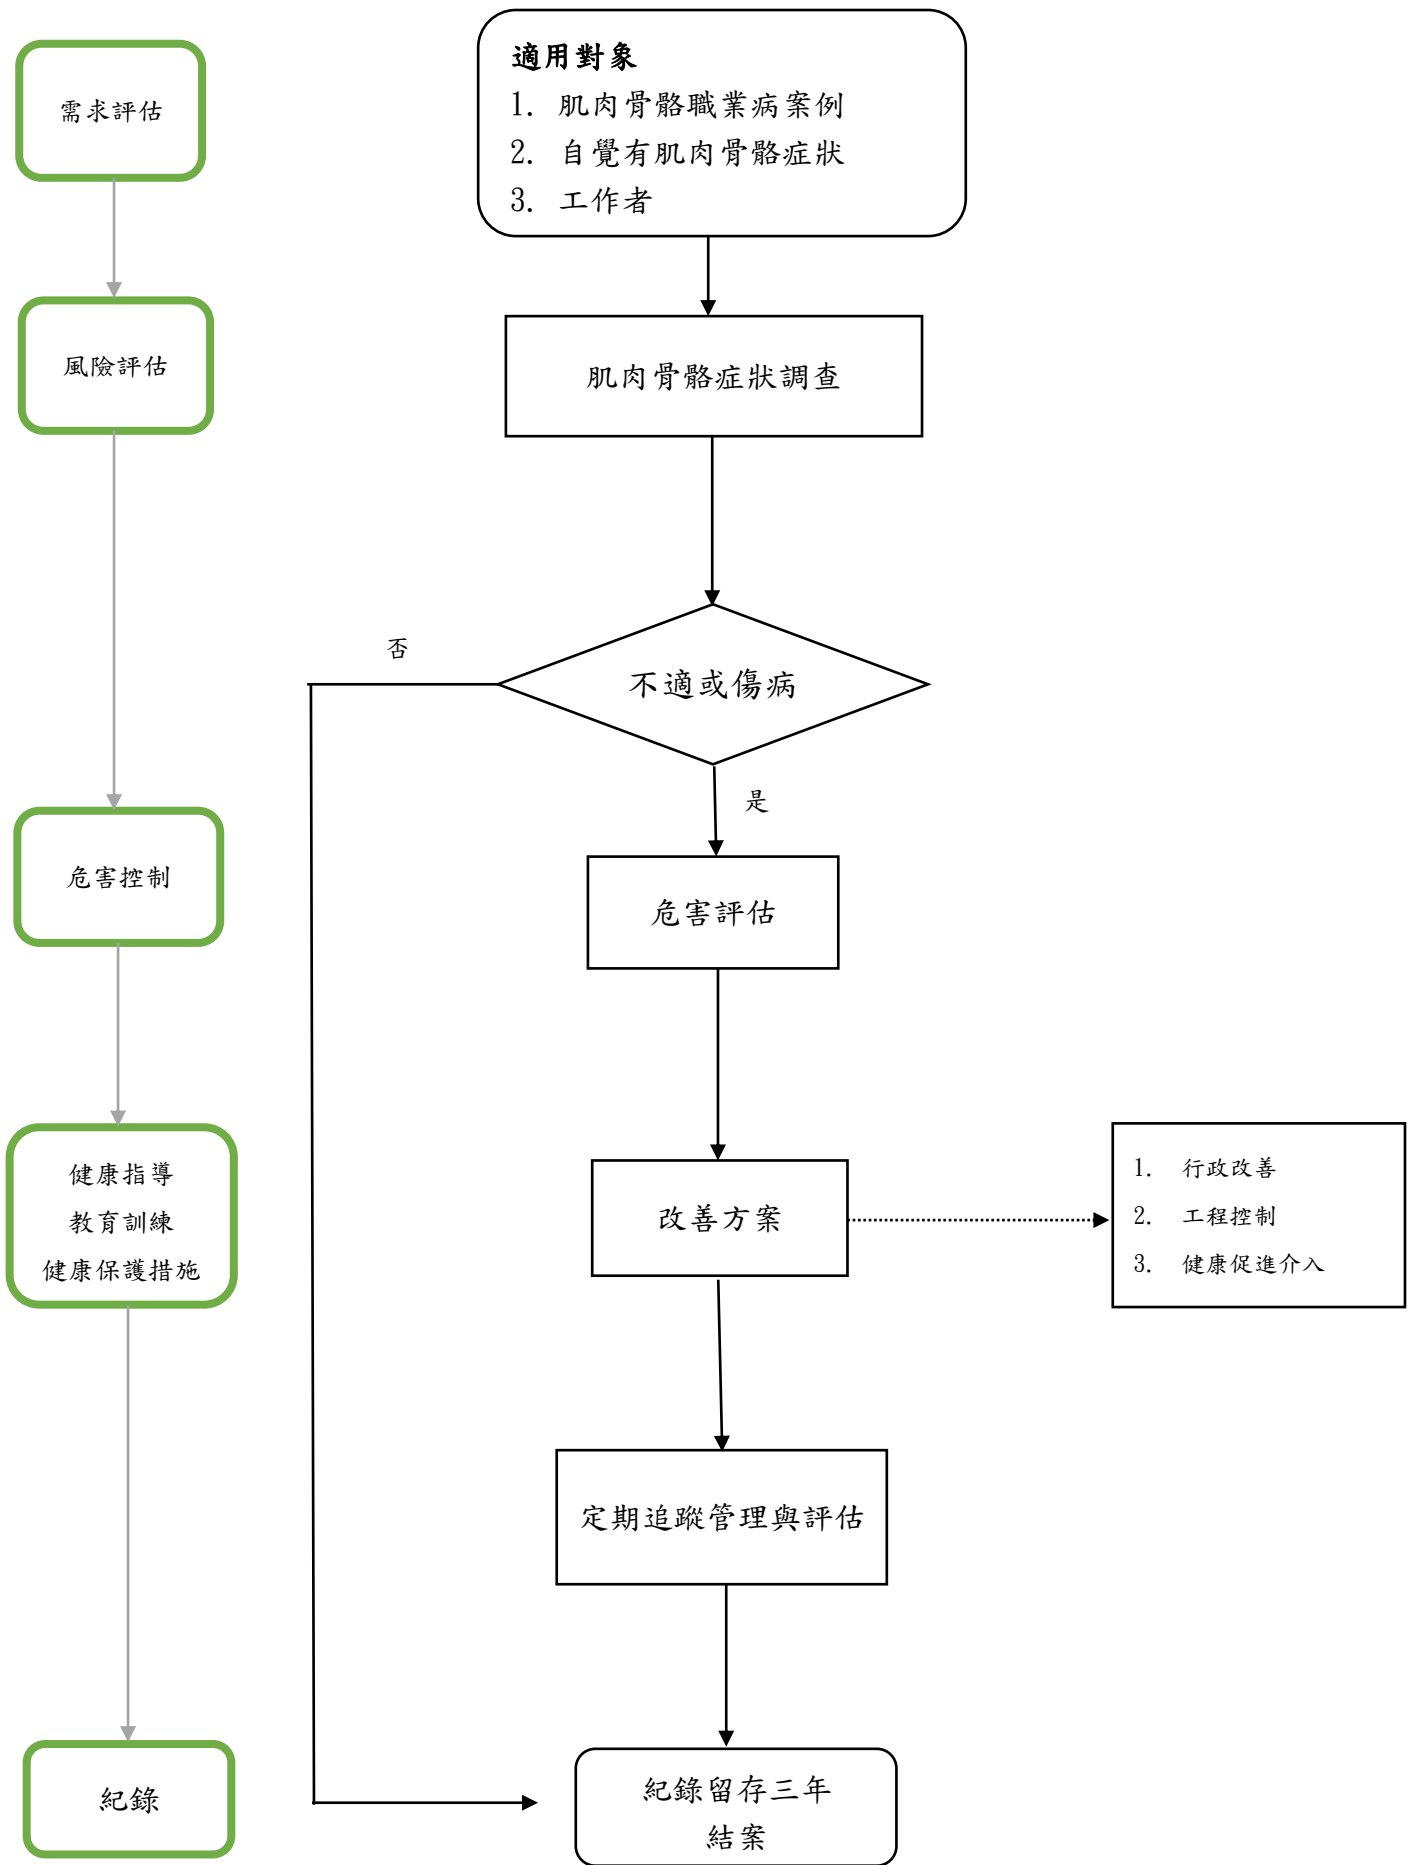 適用對象
1. 肌肉骨骼職業病案例
2. 自覺有肌肉骨骼症狀
3. 工作者
需求評估
風險評估
肌肉骨骼症狀調查
否
不適或傷病
是
危害控制
危害評估
健康指導
教育訓練
健康保護措施
改善方案
1. 行政改善
2. 工程控制
3. 健康促進介入
定期追蹤管理與評估
紀錄
紀錄留存三年
結案